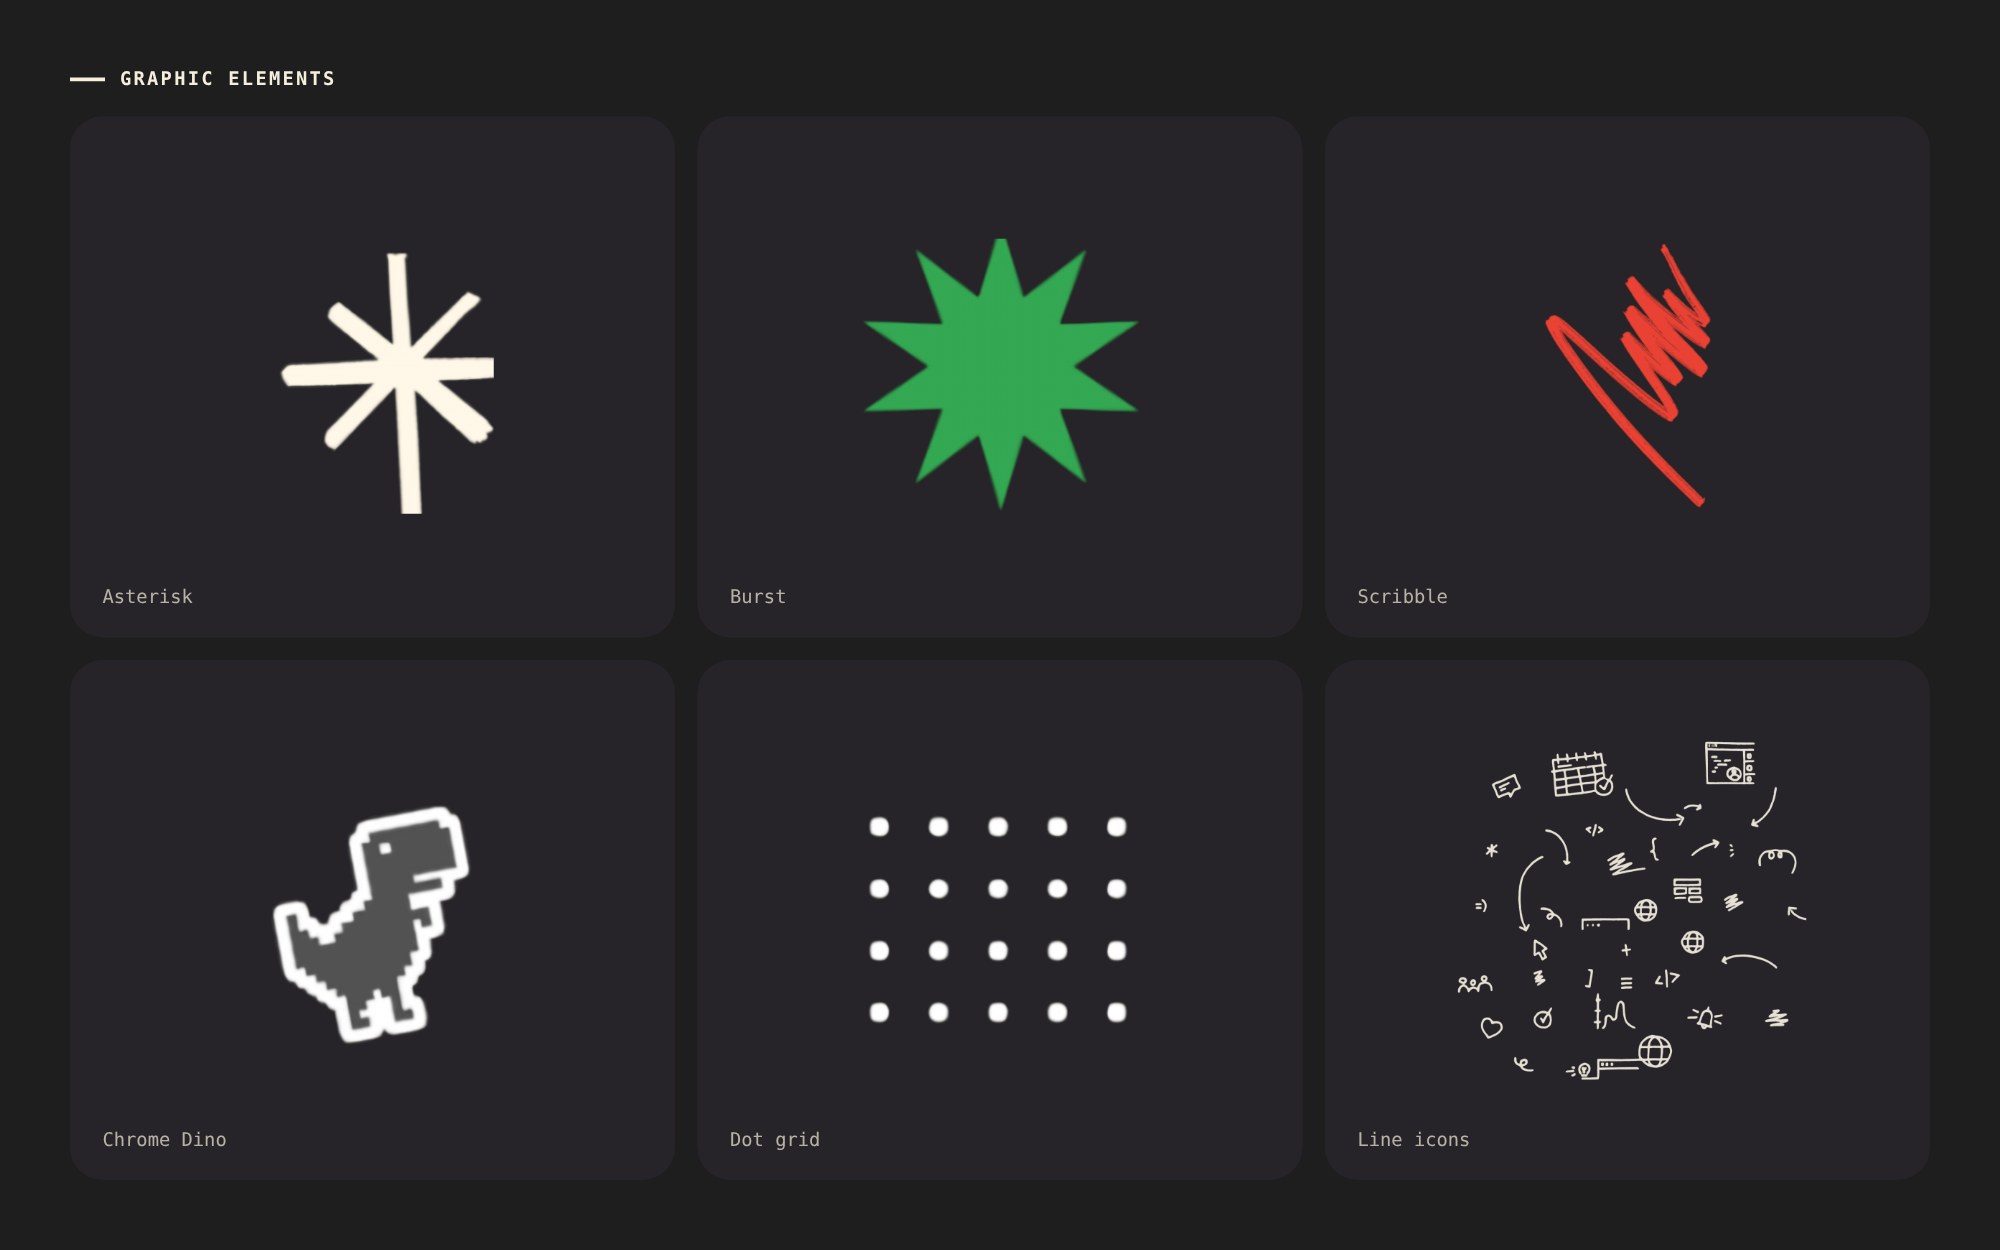 GRAPHIC ELEMENTS
Asterisk
Burst
Scribble
Chrome Dino
Dot grid
Line icons